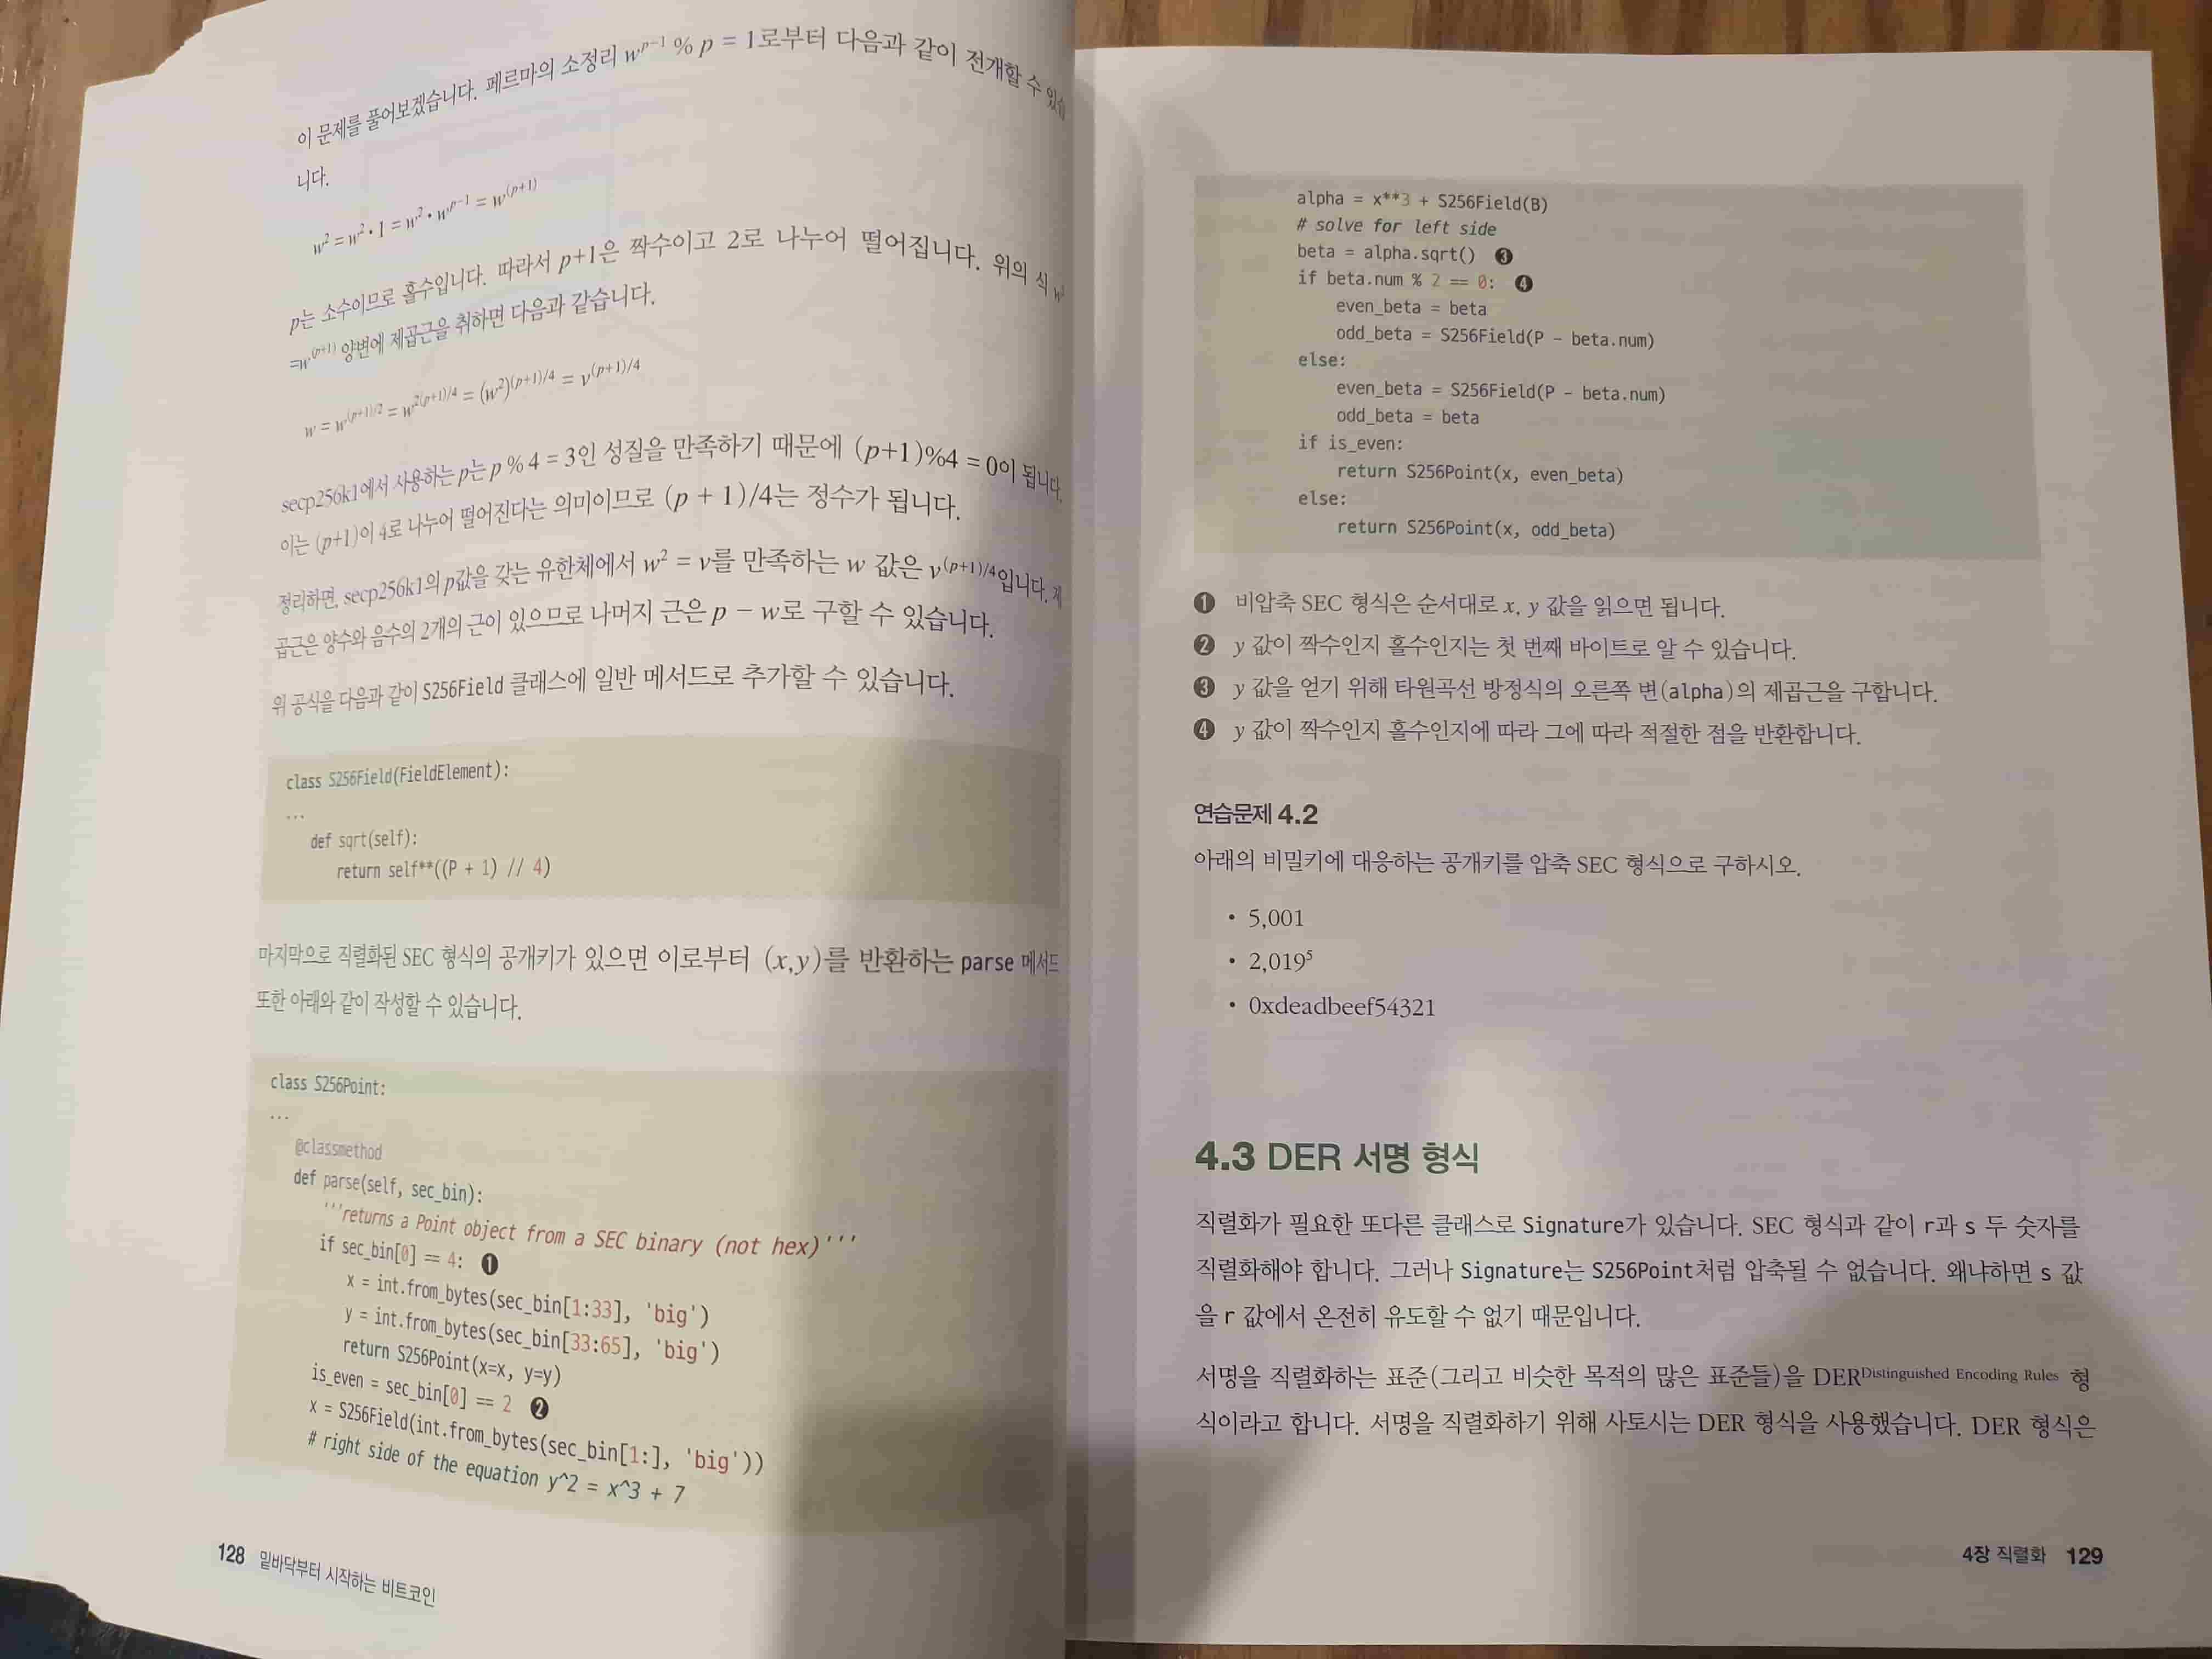 이 문제를 풀어보겠습니다. 페르마의 소정리 w^(p-1) % p = 1로부터 다음과 같이 전개할 수 있습
니다.
w² = w² · 1 = w² · w^(p-1) = w^(p+1)
p는 소수이므로 홀수입니다. 따라서 p+1은 짝수이고 2로 나누어 떨어집니다. 위의 식 w²
=w^(p+1) 양변에 제곱근을 취하면 다음과 같습니다.
w = w^((p+1)/2) = w^(2(p+1)/4) = (w²)^((p+1)/4) = v^((p+1)/4)
secp256k1에서 사용하는 p는 p % 4 = 3인 성질을 만족하기 때문에 (p+1)%4 = 0이 됩니다.
이는 (p+1)이 4로 나누어 떨어진다는 의미이므로 (p + 1)/4는 정수가 됩니다.
정리하면, secp256k1의 p값을 갖는 유한체에서 w² = v를 만족하는 w 값은 v^((p+1)/4)입니다. 제
곱근은 양수와 음수의 2개의 근이 있으므로 나머지 근은 p − w로 구할 수 있습니다.
위 공식을 다음과 같이 S256Field 클래스에 일반 메서드로 추가할 수 있습니다.
class S256Field(FieldElement):
...
def sqrt(self):
return self**((P + 1) // 4)
마지막으로 직렬화된 SEC 형식의 공개키가 있으면 이로부터 (x,y)를 반환하는 parse 메서드
또한 아래와 같이 작성할 수 있습니다.
class S256Point:
...
@classmethod
def parse(self, sec_bin):
'''returns a Point object from a SEC binary (not hex)'''
if sec_bin[0] == 4: ❶
x = int.from_bytes(sec_bin[1:33], 'big')
y = int.from_bytes(sec_bin[33:65], 'big')
return S256Point(x=x, y=y)
is_even = sec_bin[0] == 2 ❷
x = S256Field(int.from_bytes(sec_bin[1:], 'big'))
# right side of the equation y^2 = x^3 + 7
128 밑바닥부터 시작하는 비트코인
alpha = x**3 + S256Field(B)
# solve for left side
beta = alpha.sqrt() ❸
if beta.num % 2 == 0: ❹
even_beta = beta
odd_beta = S256Field(P - beta.num)
else:
even_beta = S256Field(P - beta.num)
odd_beta = beta
if is_even:
return S256Point(x, even_beta)
else:
return S256Point(x, odd_beta)
❶ 비압축 SEC 형식은 순서대로 x, y 값을 읽으면 됩니다.
❷ y 값이 짝수인지 홀수인지는 첫 번째 바이트로 알 수 있습니다.
❸ y 값을 얻기 위해 타원곡선 방정식의 오른쪽 변(alpha)의 제곱근을 구합니다.
❹ y 값이 짝수인지 홀수인지에 따라 그에 따라 적절한 점을 반환합니다.
연습문제 4.2
아래의 비밀키에 대응하는 공개키를 압축 SEC 형식으로 구하시오.
• 5,001
• 2,019⁵
• 0xdeadbeef54321
4.3 DER 서명 형식
직렬화가 필요한 또다른 클래스로 Signature가 있습니다. SEC 형식과 같이 r과 s 두 숫자를
직렬화해야 합니다. 그러나 Signature는 S256Point처럼 압축될 수 없습니다. 왜냐하면 s 값
을 r 값에서 온전히 유도할 수 없기 때문입니다.
서명을 직렬화하는 표준(그리고 비슷한 목적의 많은 표준들)을 DER Distinguished Encoding Rules 형
식이라고 합니다. 서명을 직렬화하기 위해 사토시는 DER 형식을 사용했습니다. DER 형식은
4장 직렬화 129